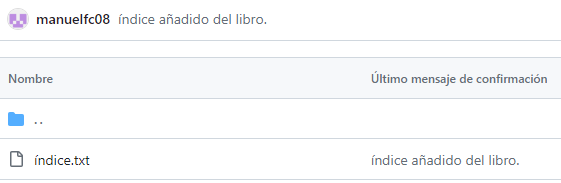 manuelfc08 índice añadido del libro.
Nombre Último mensaje de confirmación
..
índice.txt índice añadido del libro.